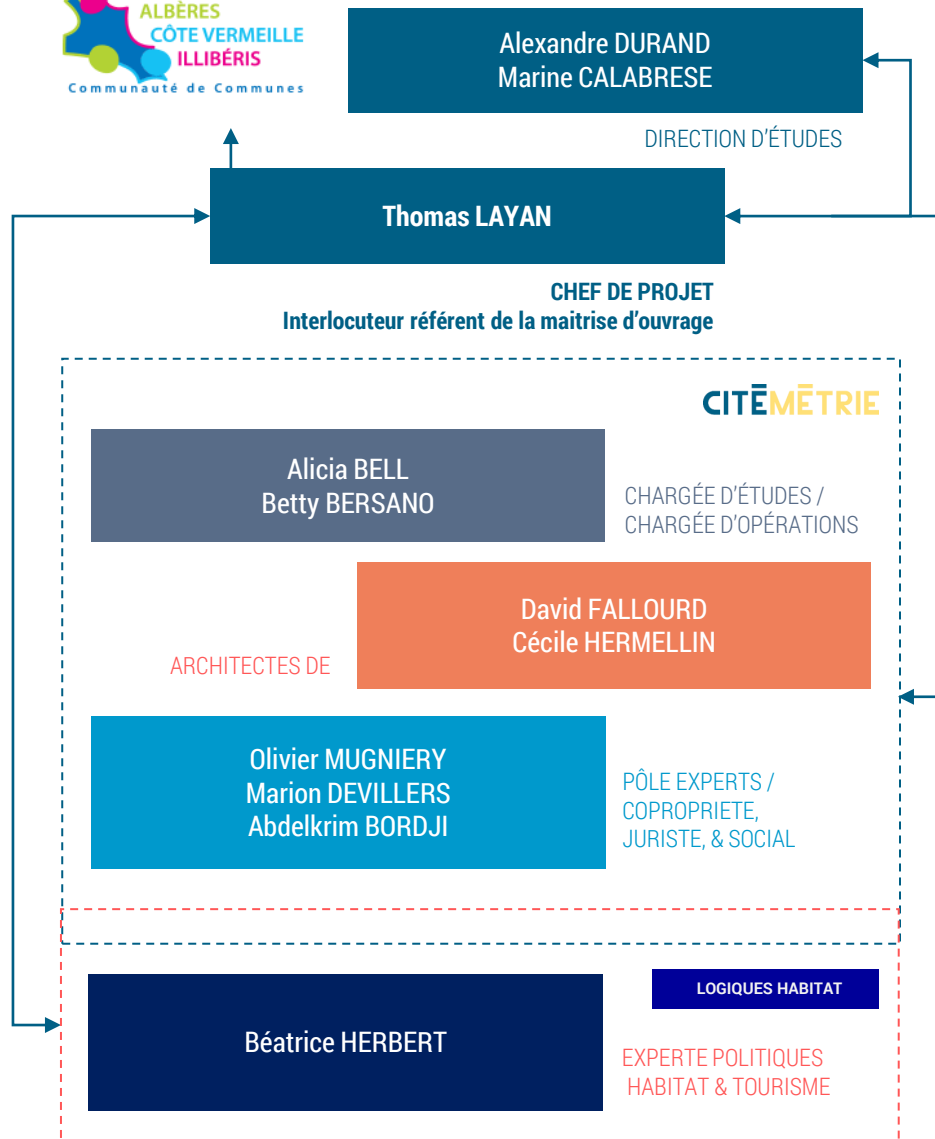 ALBÈRES
CÔTE VERMEILLE
ILLIBÉRIS
Communauté de Communes
Alexandre DURAND
Marine CALABRESE
DIRECTION D'ÉTUDES
Thomas LAYAN
CHEF DE PROJET
Interlocuteur référent de la maitrise d'ouvrage
CITĒMĒTRIE
Alicia BELL
Betty BERSANO
CHARGÉE D'ÉTUDES /
CHARGÉE D'OPÉRATIONS
David FALLOURD
Cécile HERMELLIN
ARCHITECTES DE
Olivier MUGNIERY
Marion DEVILLERS
Abdelkrim BORDJI
PÔLE EXPERTS /
COPROPRIETE,
JURISTE, & SOCIAL
LOGIQUES HABITAT
Béatrice HERBERT
EXPERTE POLITIQUES
HABITAT & TOURISME